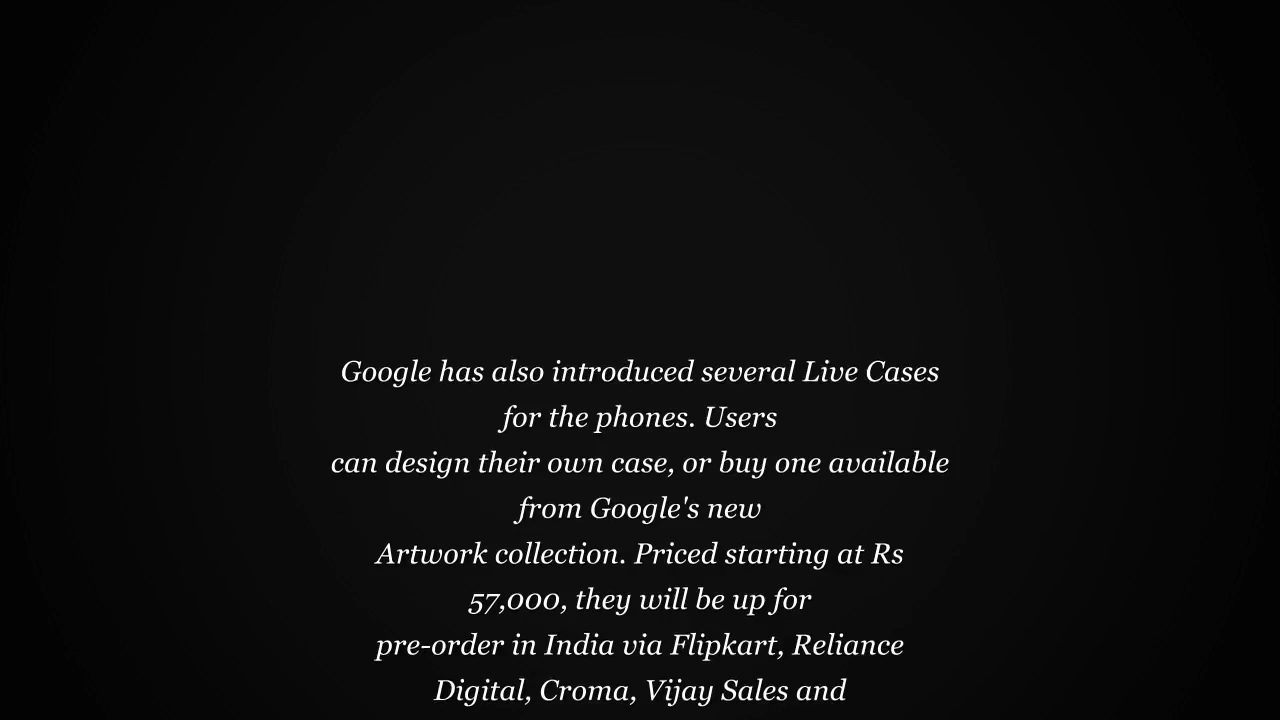 Google has also introduced several Live Cases
for the phones. Users
can design their own case, or buy one available
from Google's new
Artwork collection. Priced starting at Rs
57,000, they will be up for
pre-order in India via Flipkart, Reliance
Digital, Croma, Vijay Sales and